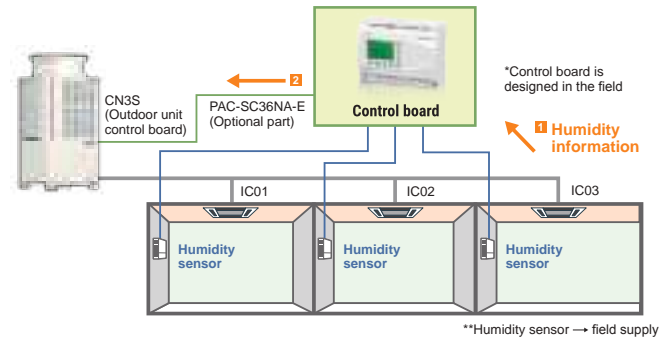 2
CN3S
(Outdoor unit
control board)
PAC-SC36NA-E
(Optional part)
Control board
*Control board is
designed in the field
1 Humidity
information
IC01
IC02
IC03
Humidity
sensor
Humidity
sensor
Humidity
sensor
**Humidity sensor → field supply